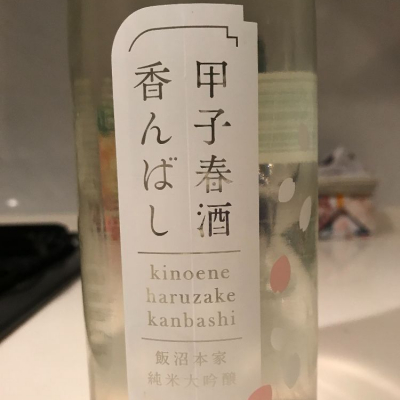 甲子春酒
香んばし
kinoene
haruzake
kanbashi
飯沼本家
純米大吟醸